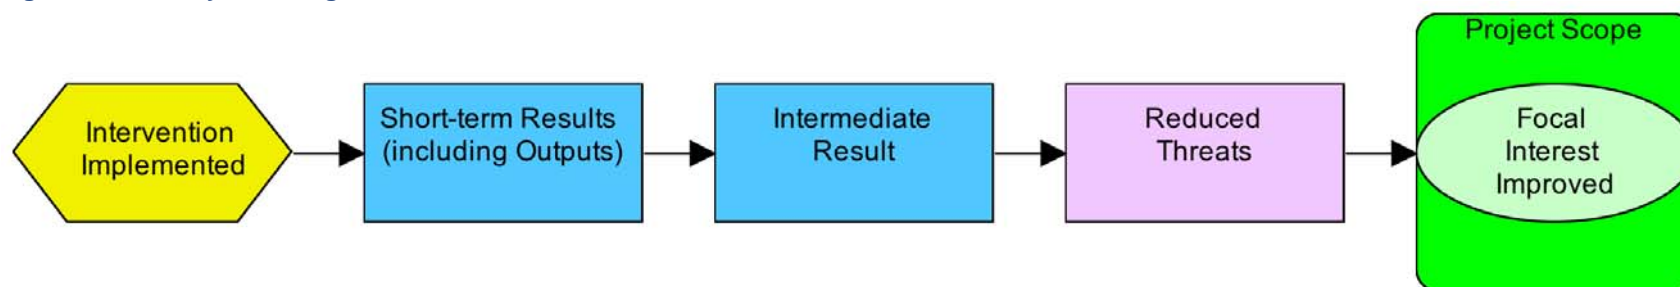 Project Scope
Intervention
Implemented
Short-term Results
(including Outputs)
Intermediate
Result
Reduced
Threats
Focal
Interest
Improved